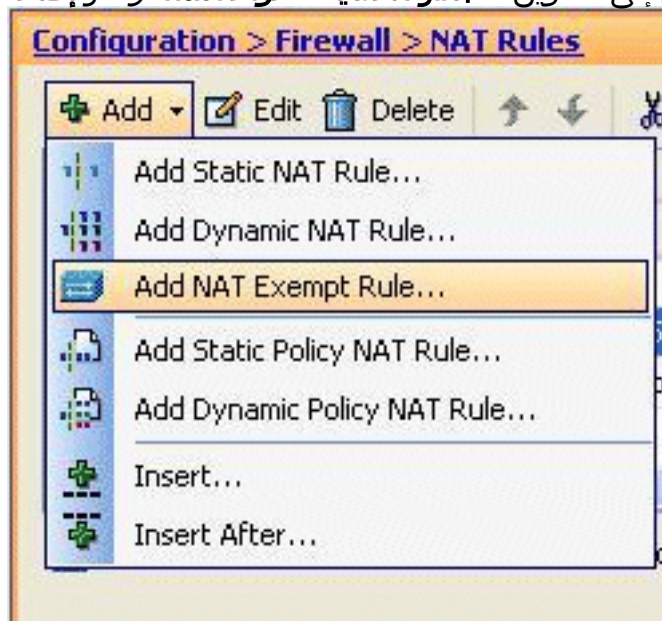 إلى
Configuration > Firewall > NAT Rules
Add Edit Delete
Add Static NAT Rule...
Add Dynamic NAT Rule...
Add NAT Exempt Rule...
Add Static Policy NAT Rule...
Add Dynamic Policy NAT Rule...
Insert...
Insert After...